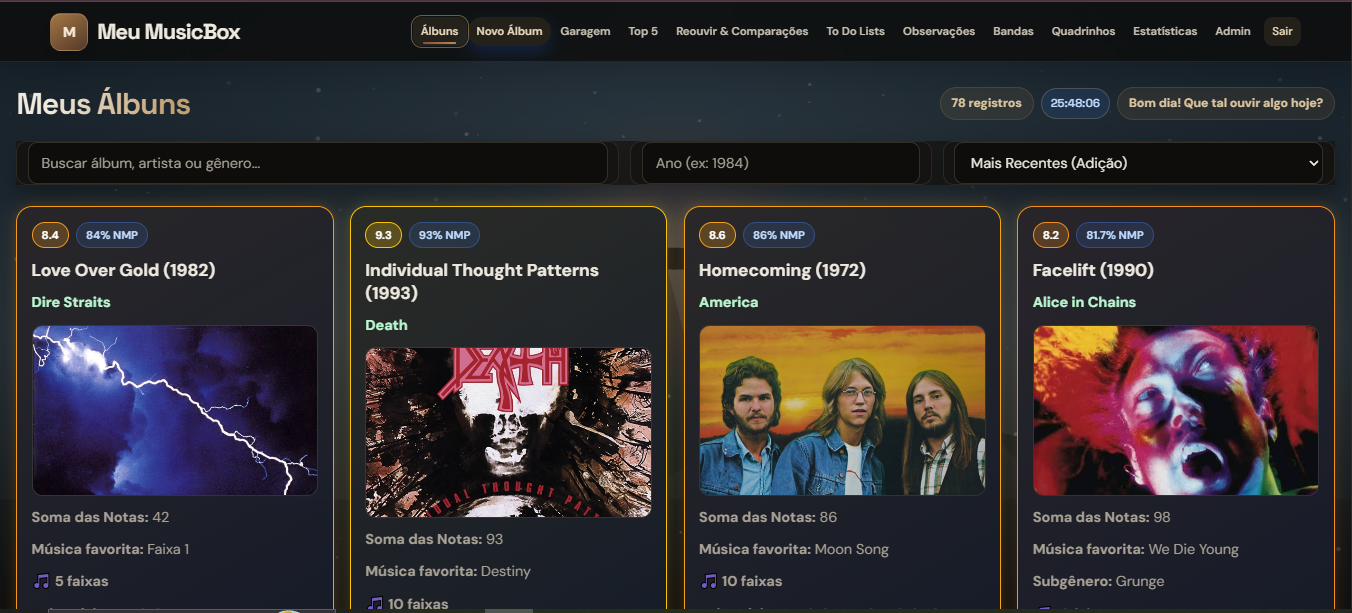 M Meu MusicBox Álbuns Novo Álbum Garagem Top 5 Reouvir & Comparações To Do Lists Observações Bandas Quadrinhos Estatísticas Admin Sair
Meus Álbuns 78 registros 25:48:06 Bom dia! Que tal ouvir algo hoje?
Buscar álbum, artista ou gênero... Ano (ex: 1984) Mais Recentes (Adição)
8.4 84% NMP
Love Over Gold (1982)
Dire Straits
Soma das Notas: 42
Música favorita: Faixa 1
5 faixas
9.3 93% NMP
Individual Thought Patterns
(1993)
Death
DEATH
DUAL THOUGHT PAT
Soma das Notas: 93
Música favorita: Destiny
10 faixas
8.6 86% NMP
Homecoming (1972)
America
Soma das Notas: 86
Música favorita: Moon Song
10 faixas
8.2 81.7% NMP
Facelift (1990)
Alice in Chains
Soma das Notas: 98
Música favorita: We Die Young
Subgênero: Grunge